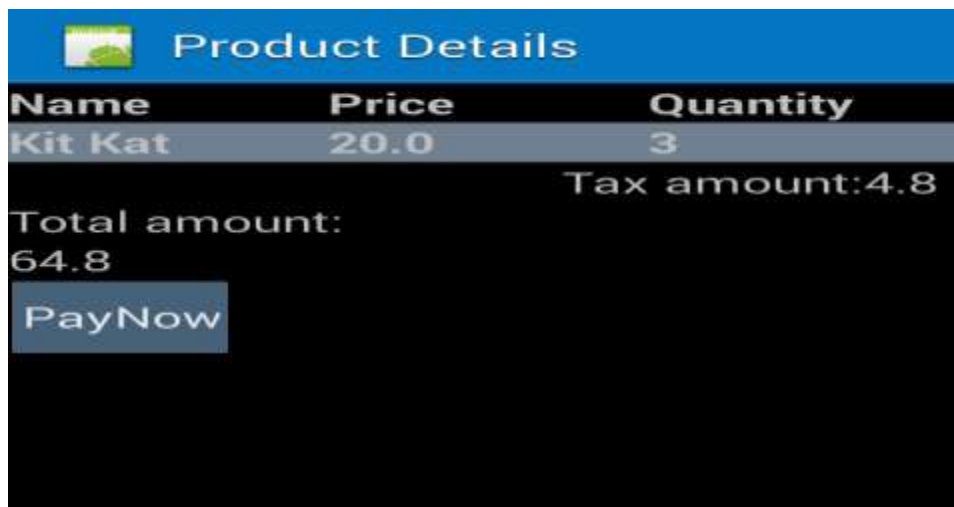 Product Details
Name Price Quantity
Kit Kat 20.0 3
Tax amount:4.8
Total amount:
64.8
PayNow